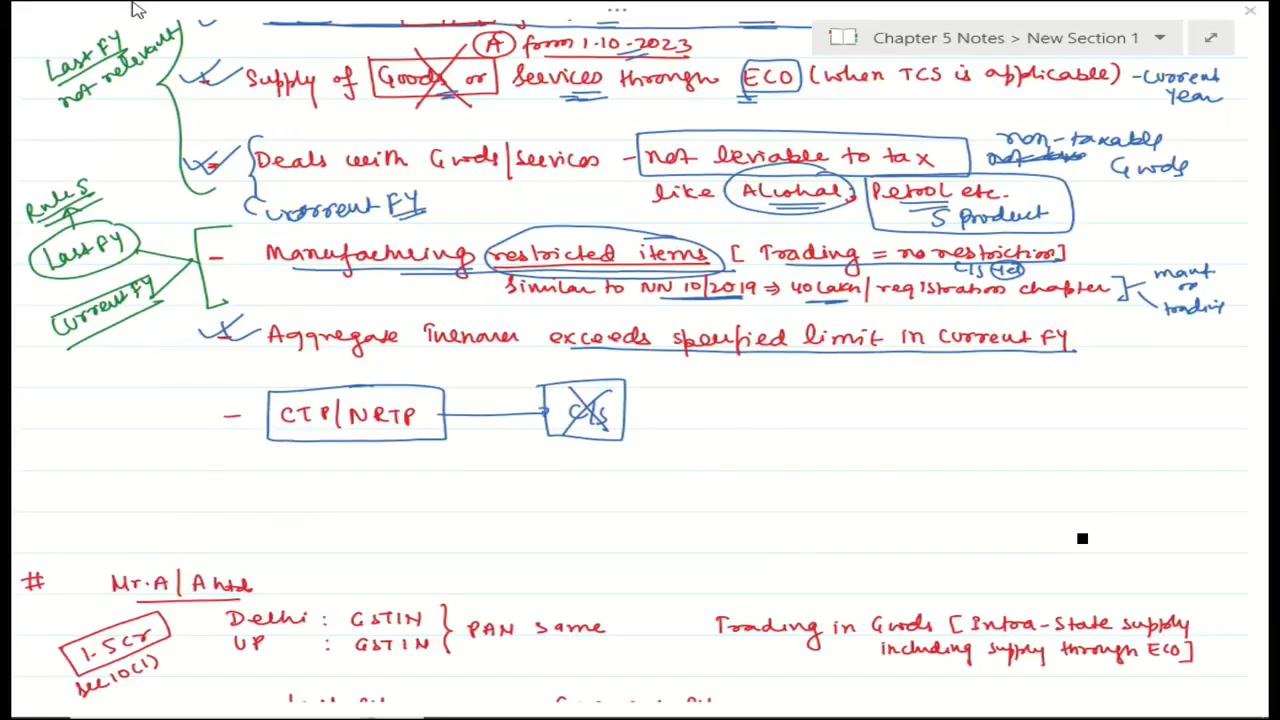 Chapter 5 Notes > New Section 1
Last FY
not relevant
(A) from 1.10.2023
Supply of Goods or Services through ECO (when TCS is applicable) - Current Year
Deals with Goods/Services - not leviable to tax
non-taxable
Goods
like Alcohol, Petrol etc.
5 product
Current FY
Rules
Last FY
Current FY
- Manufacturing restricted items [Trading = no restriction]
Similar to NN 10/2019 ⇒ 40 Lakh/registration chapter
manf
or
trading
- Aggregate Turnover exceeds specified limit in Current FY
- CTP/NRTP
C/S
# Mr.A/A Ltd
1.5cr
sec 10(1)
Delhi : GSTIN
UP : GSTIN
PAN same
Trading in Goods [Intra-State supply
including supply through ECO]